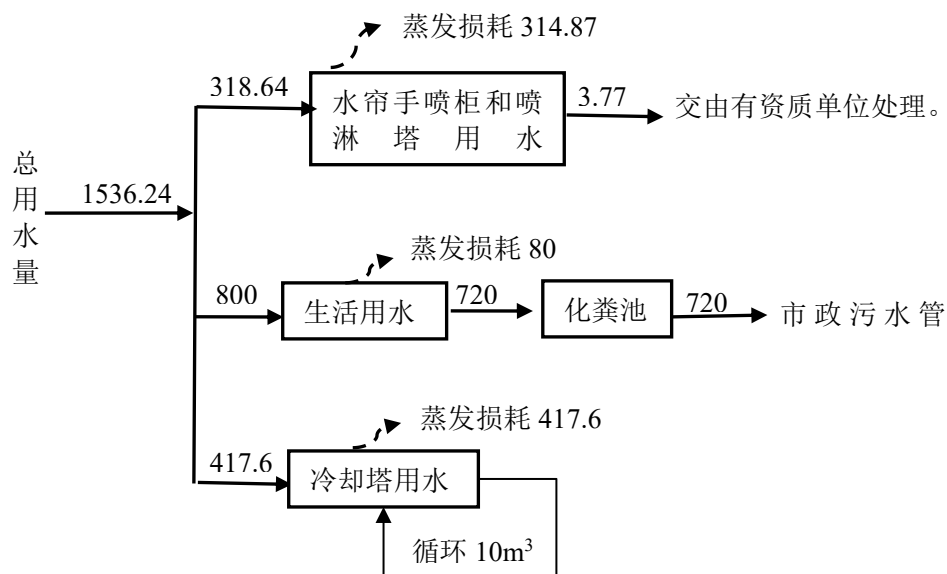 蒸发损耗 314.87
318.64
水帘手喷柜和喷
淋塔用水
3.77
交由有资质单位处理。
总
用
水
量
1536.24
蒸发损耗 80
800
生活用水
720
化粪池
720
市政污水管
蒸发损耗 417.6
417.6
冷却塔用水
循环 10m³